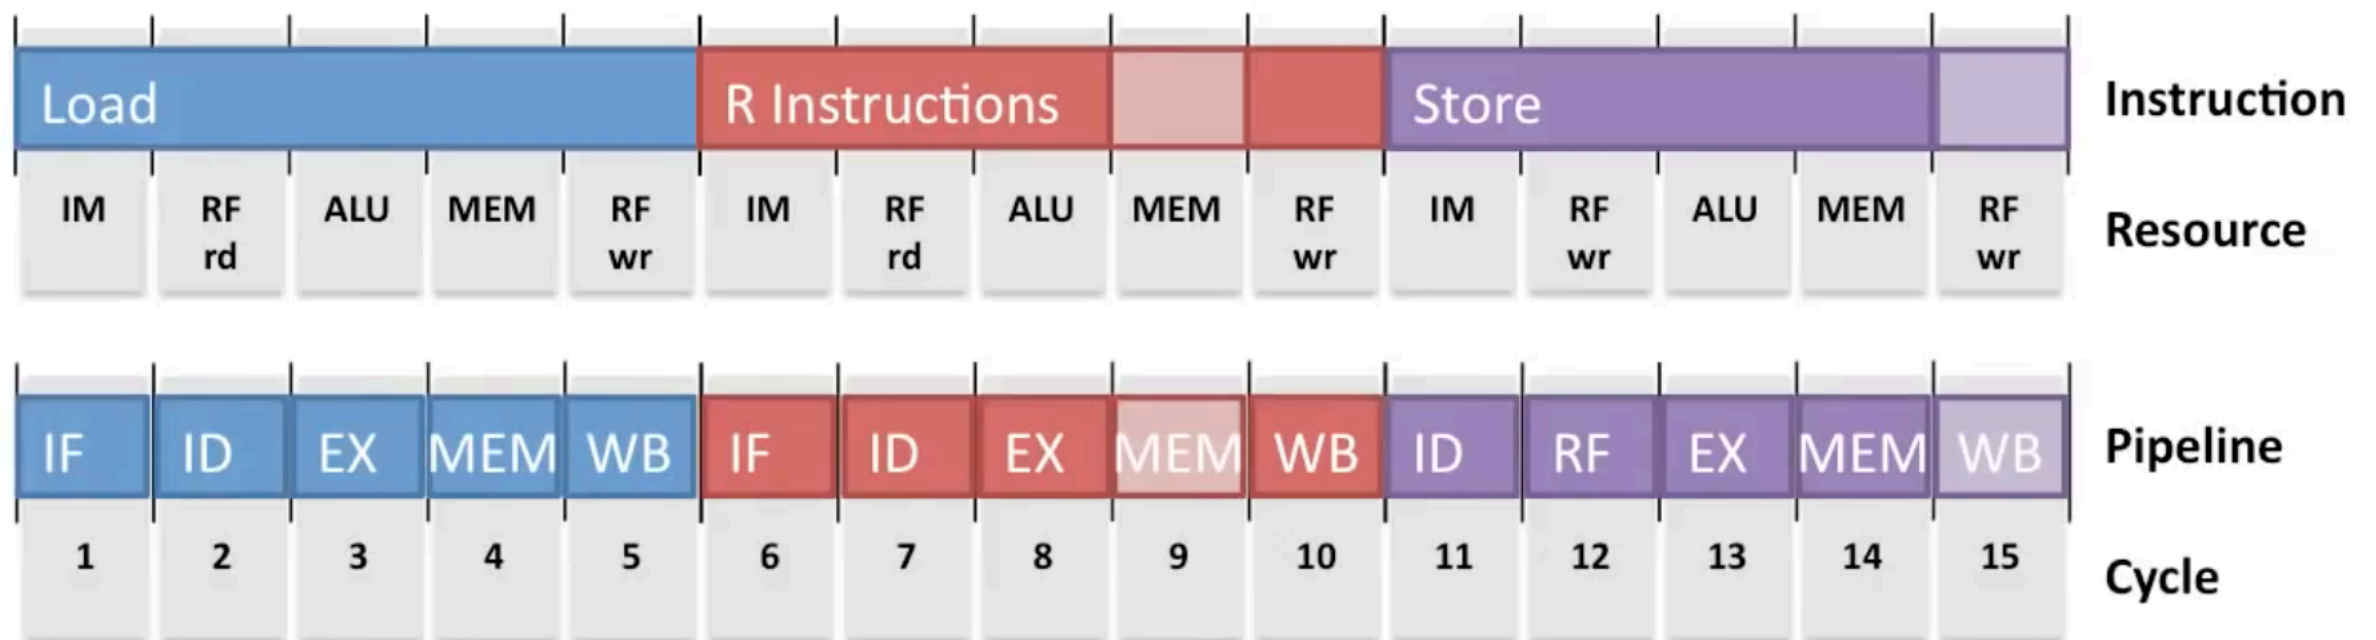 Load R Instructions Store Instruction
IM RF ALU MEM RF IM RF ALU MEM RF IM RF ALU MEM RF Resource
rd wr rd wr wr wr
IF ID EX MEM WB IF ID EX MEM WB ID RF EX MEM WB Pipeline
1 2 3 4 5 6 7 8 9 10 11 12 13 14 15 Cycle